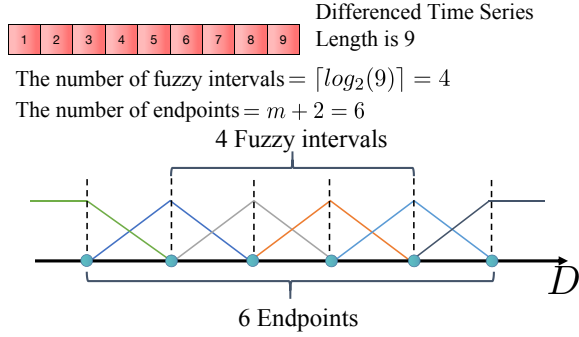 Differenced Time Series
1 2 3 4 5 6 7 8 9
Length is 9
The number of fuzzy intervals = ⌈log₂(9)⌉ = 4
The number of endpoints = m + 2 = 6
4 Fuzzy intervals
D
6 Endpoints